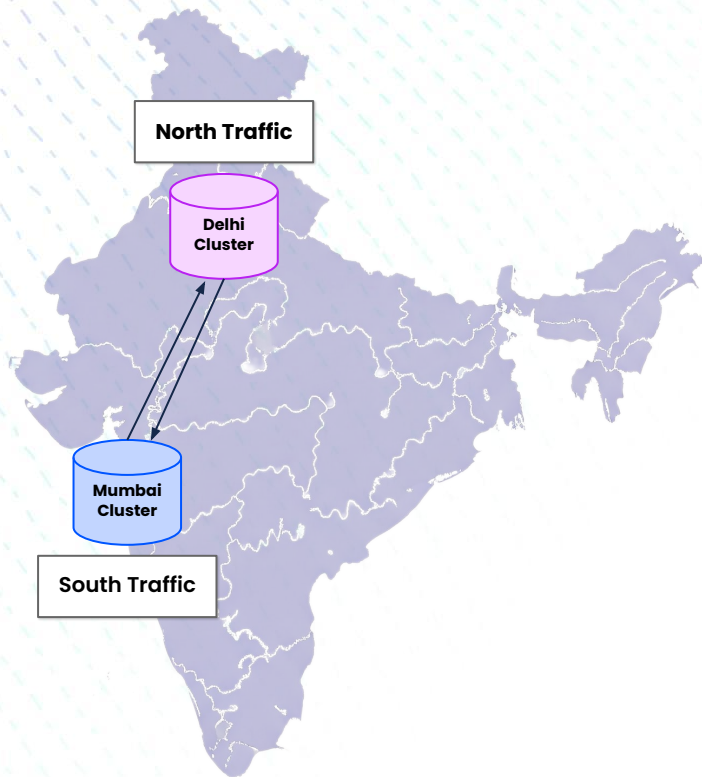 North Traffic
Delhi
Cluster
Mumbai
Cluster
South Traffic